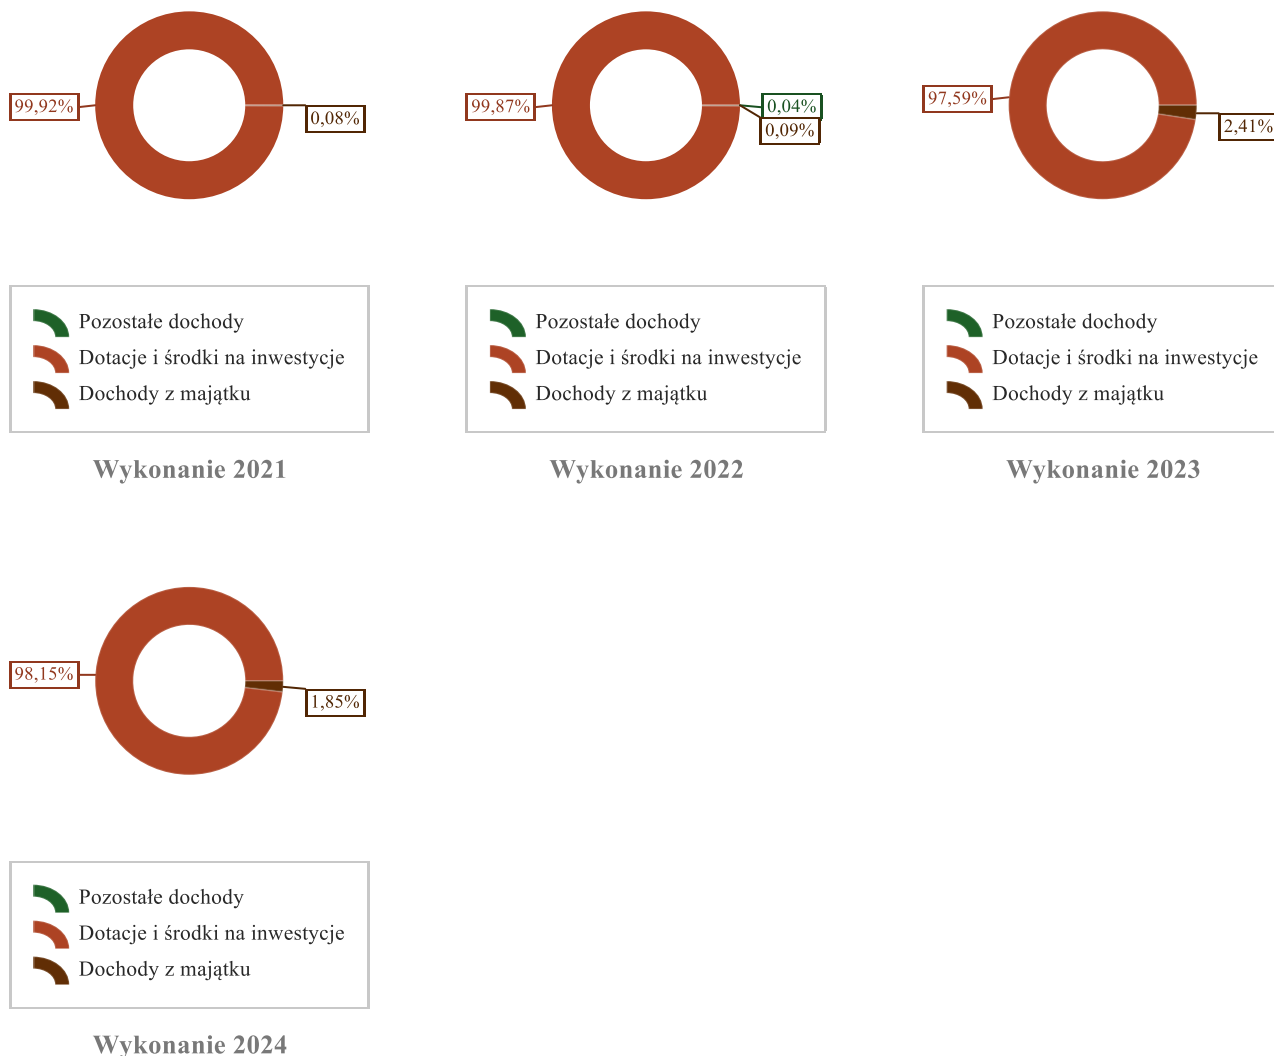 99,92%
0,08%
Pozostałe dochody
Dotacje i środki na inwestycje
Dochody z majątku
Wykonanie 2021
99,87%
0,04%
0,09%
Pozostałe dochody
Dotacje i środki na inwestycje
Dochody z majątku
Wykonanie 2022
97,59%
2,41%
Pozostałe dochody
Dotacje i środki na inwestycje
Dochody z majątku
Wykonanie 2023
98,15%
1,85%
Pozostałe dochody
Dotacje i środki na inwestycje
Dochody z majątku
Wykonanie 2024